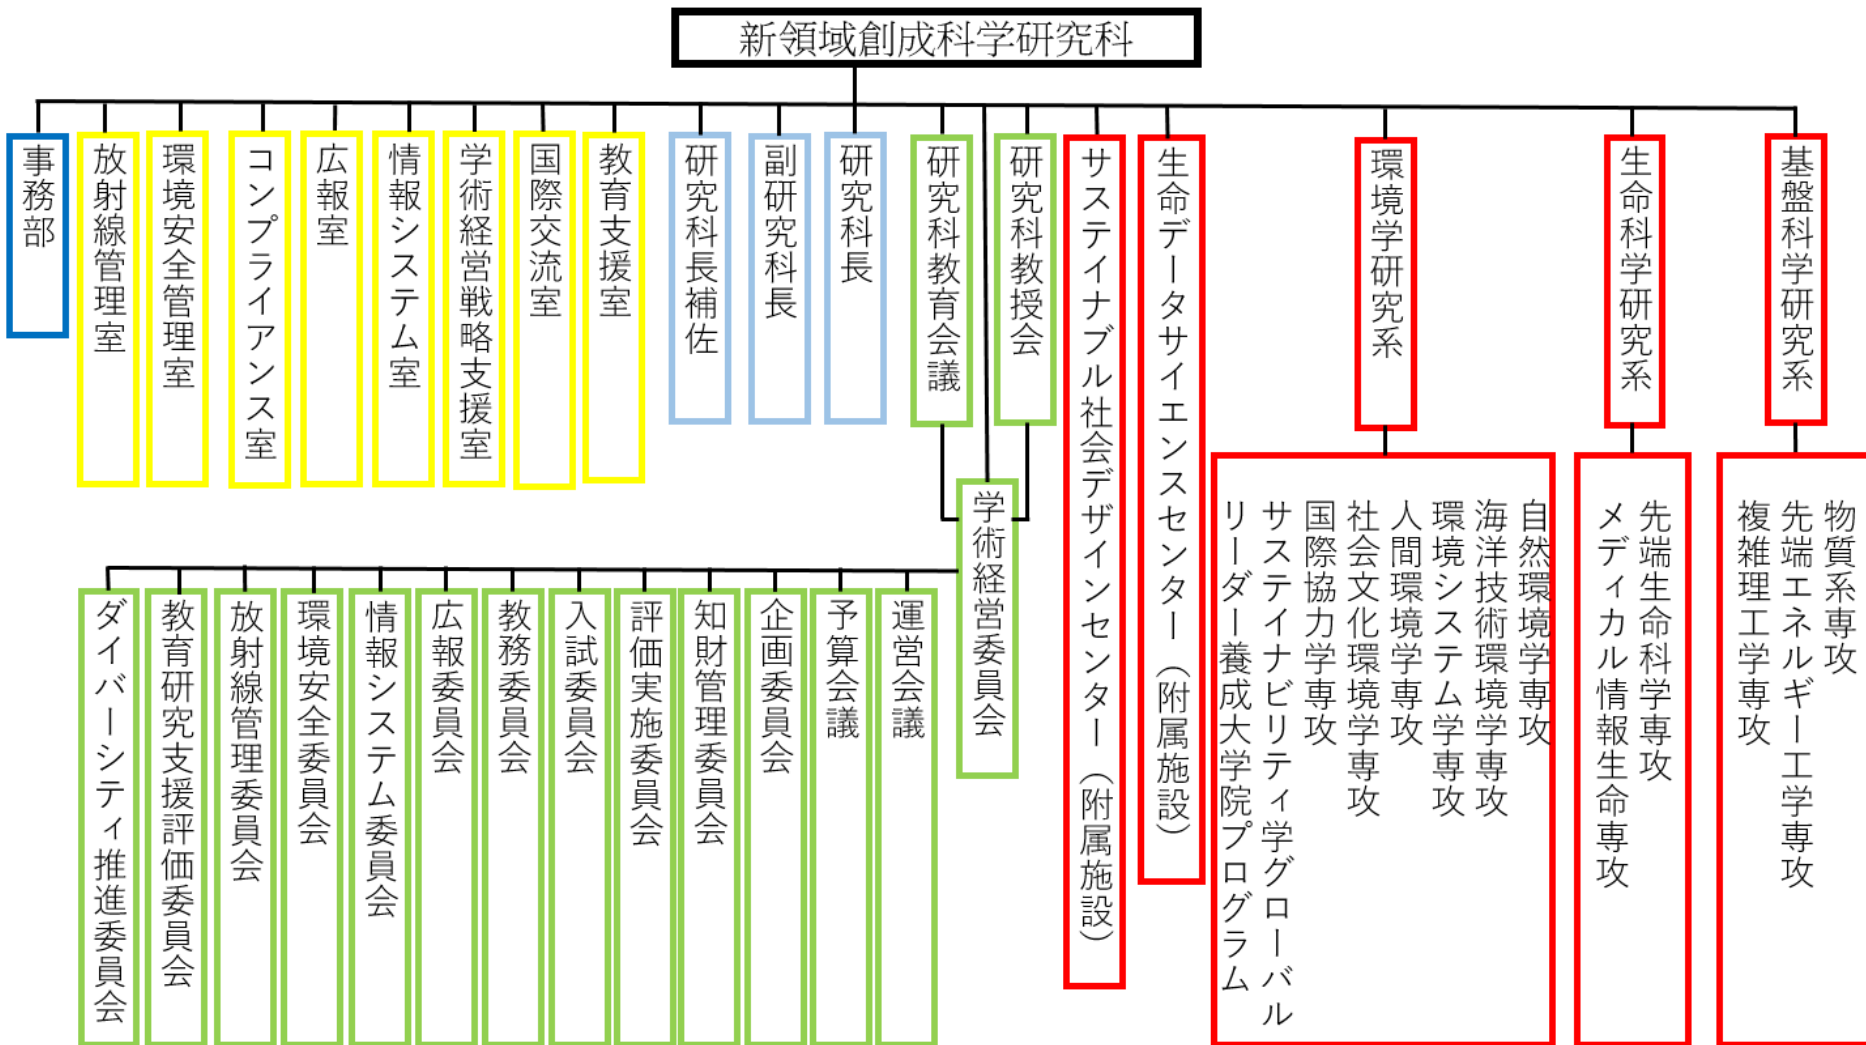 新領域創成科学研究科
基盤科学研究系
生命科学研究系
環境学研究系
生命データサイエンスセンター（附属施設）
サステイナブル社会デザインセンター（附属施設）
研究科教授会
研究科教育会議
研究科長
副研究科長
研究科長補佐
教育支援室
国際交流室
学術経営戦略支援室
情報システム室
広報室
コンプライアンス室
環境安全管理室
放射線管理室
事務部
物質系専攻
先端エネルギー工学専攻
複雑理工学専攻
先端生命科学専攻
メディカル情報生命専攻
自然環境学専攻
海洋技術環境学専攻
環境システム学専攻
人間環境学専攻
社会文化環境学専攻
国際協力学専攻
サステイナビリティ学グローバル
リーダー養成大学院プログラム
学術経営委員会
運営会議
予算会議
企画委員会
知財管理委員会
評価実施委員会
入試委員会
教務委員会
広報委員会
情報システム委員会
環境安全委員会
放射線管理委員会
教育研究支援評価委員会
ダイバーシティ推進委員会